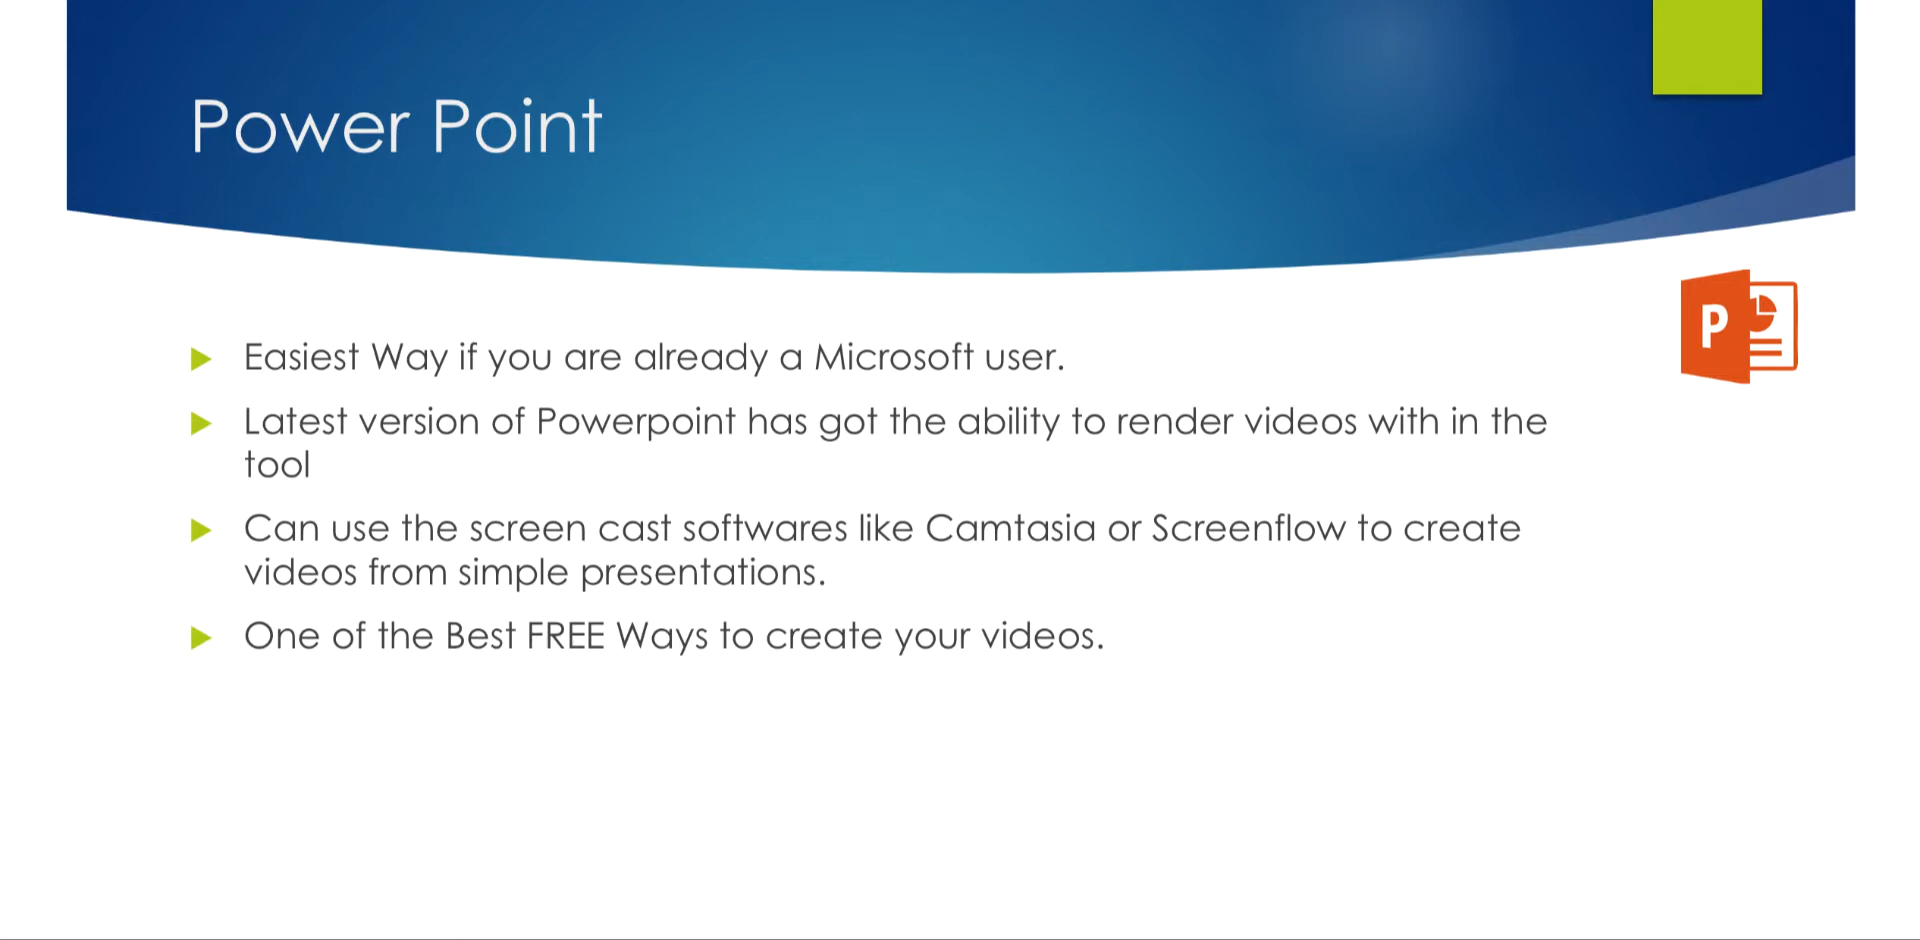 Power Point
P
Easiest Way if you are already a Microsoft user.
Latest version of Powerpoint has got the ability to render videos with in the
tool
Can use the screen cast softwares like Camtasia or Screenflow to create
videos from simple presentations.
One of the Best FREE Ways to create your videos.